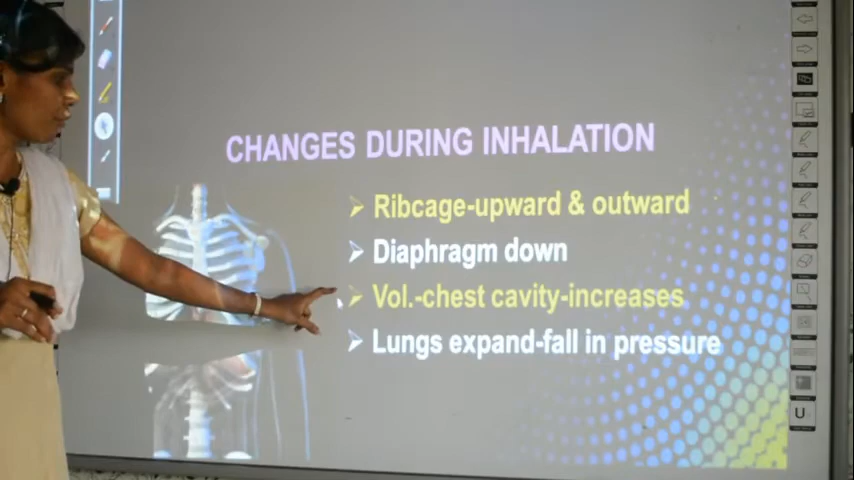 CHANGES DURING INHALATION
Ribcage-upward & outward
Diaphragm down
Vol.-chest cavity-increases
Lungs expand-fall in pressure
U